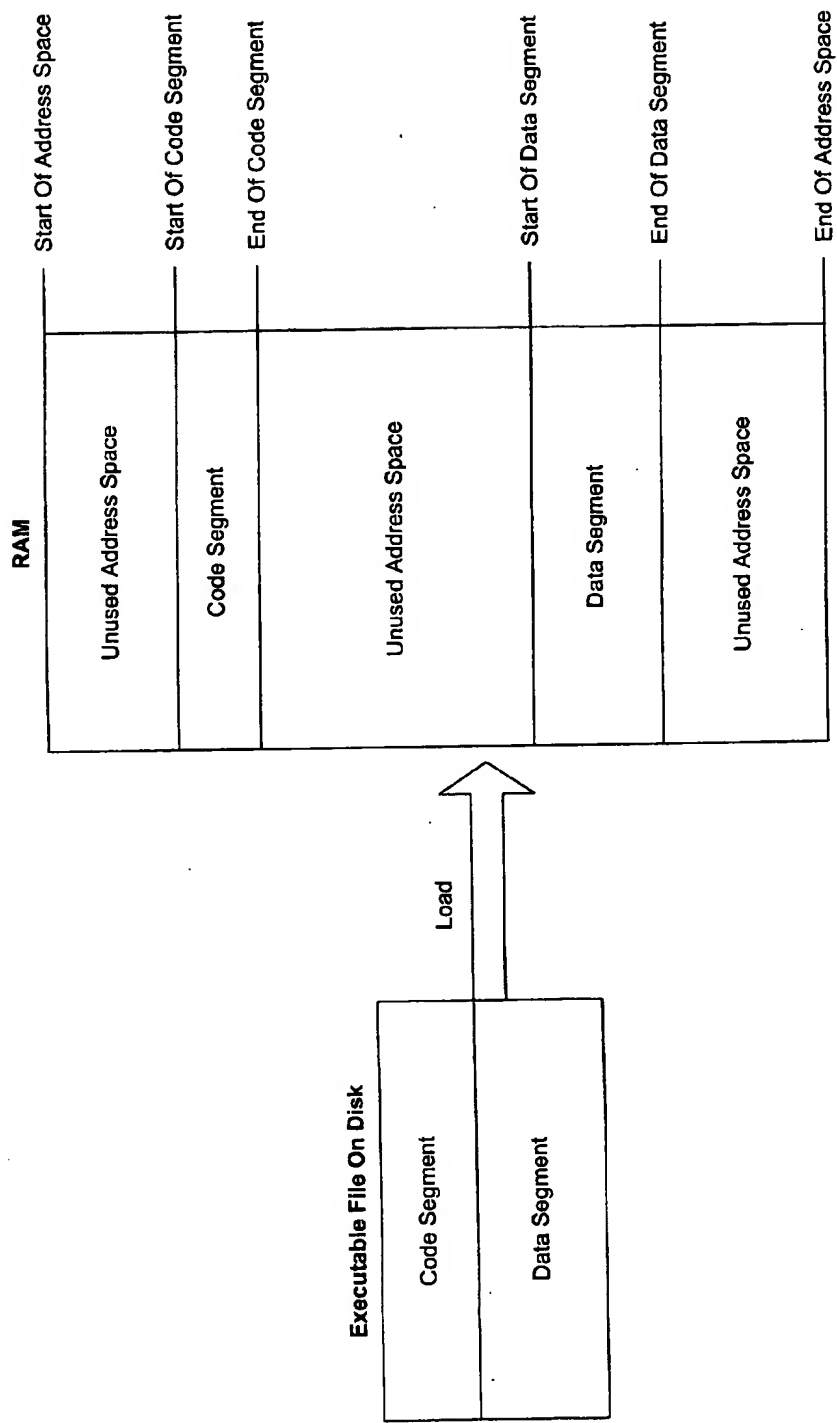 Executable File On Disk
Code Segment
Data Segment
Load
RAM
Unused Address Space
Code Segment
Unused Address Space
Data Segment
Unused Address Space
Start Of Address Space
Start Of Code Segment
End Of Code Segment
Start Of Data Segment
End Of Data Segment
End Of Address Space